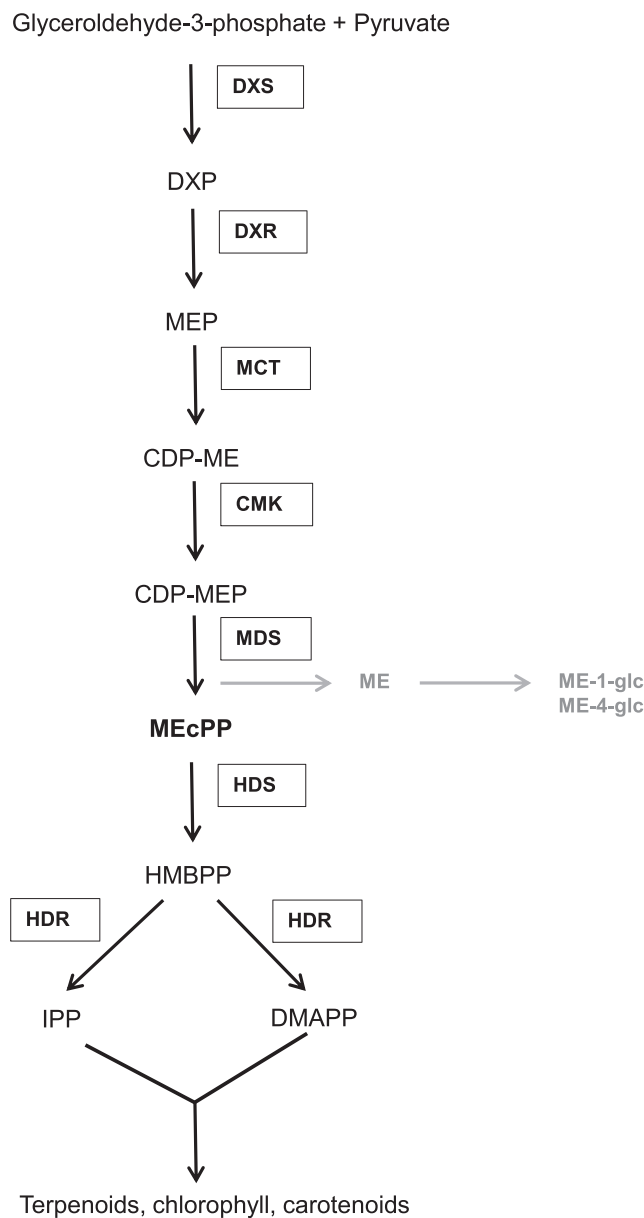 Glyceroldehyde-3-phosphate + Pyruvate
DXS
DXP
DXR
MEP
MCT
CDP-ME
CMK
CDP-MEP
MDS
ME
ME-1-glc
ME-4-glc
MEcPP
HDS
HMBPP
HDR
HDR
IPP
DMAPP
Terpenoids, chlorophyll, carotenoids